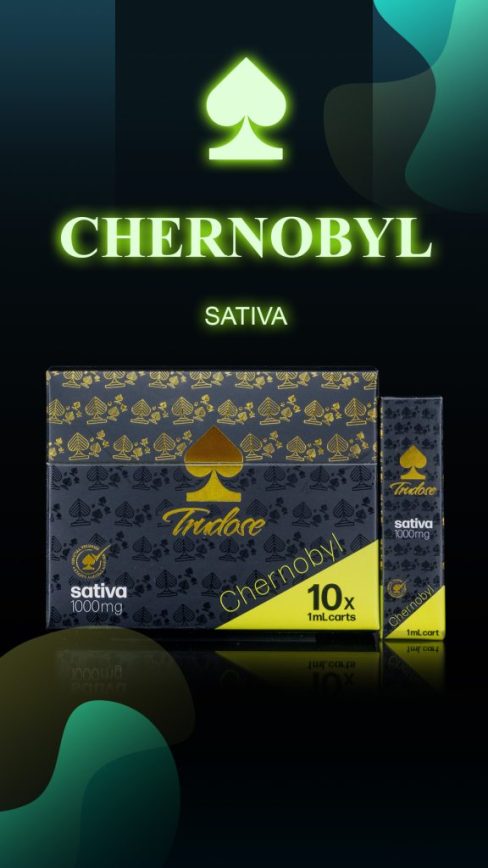 CHERNOBYL
SATIVA
Trudose
sativa
1000mg
Chernobyl
10x
1mL carts
Trudose
sativa
1000mg
Chernobyl
1mL cart